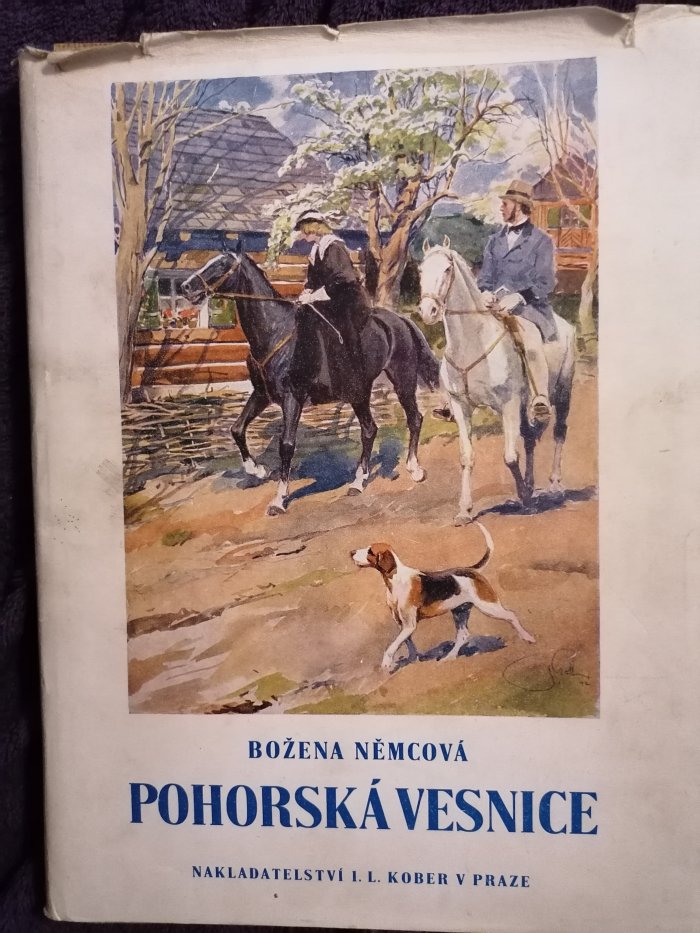 BOŽENA NĚMCOVÁ
POHORSKÁ VESNICE
NAKLADATELSTVÍ I. L. KOBER V PRAZE